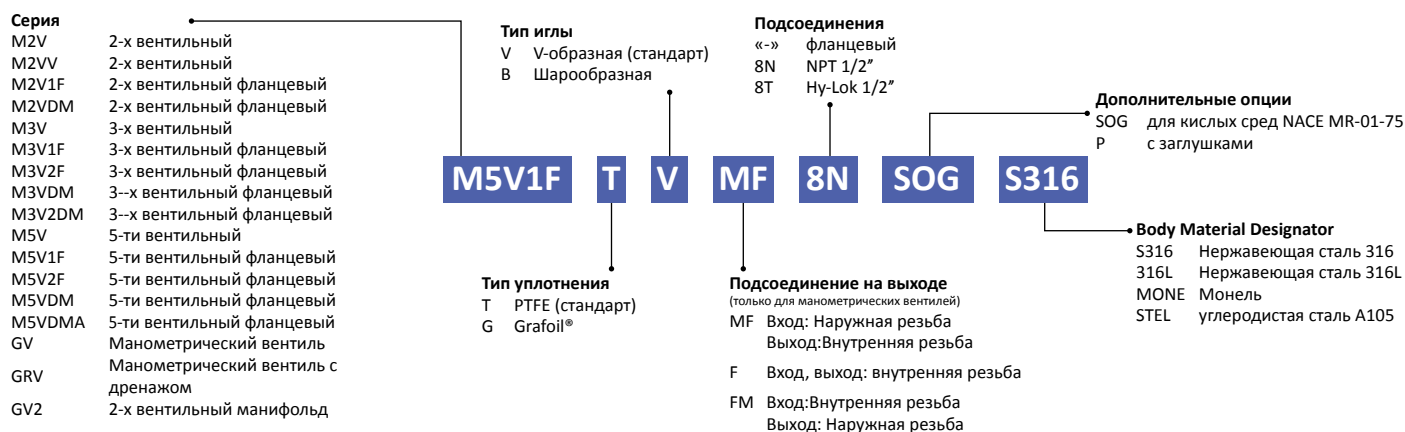 Серия
M2V 2-х вентильный
M2VV 2-х вентильный
M2V1F 2-х вентильный фланцевый
M2VDM 2-х вентильный фланцевый
M3V 3-х вентильный
M3V1F 3-х вентильный фланцевый
M3V2F 3-х вентильный фланцевый
M3VDM 3--х вентильный фланцевый
M3V2DM 3--х вентильный фланцевый
M5V 5-ти вентильный
M5V1F 5-ти вентильный фланцевый
M5V2F 5-ти вентильный фланцевый
M5VDM 5-ти вентильный фланцевый
M5VDMA 5-ти вентильный фланцевый
GV Манометрический вентиль
GRV Манометрический вентиль с
дренажом
GV2 2-х вентильный манифольд
Тип иглы
V V-образная (стандарт)
B Шарообразная
Подсоединения
«-» фланцевый
8N NPT 1/2”
8T Hy-Lok 1/2”
Дополнительные опции
SOG для кислых сред NACE MR-01-75
P с заглушками
M5V1F T V MF 8N SOG S316
Тип уплотнения
T PTFE (стандарт)
G Grafoil®
Подсоединение на выходе
(только для манометрических вентилей)
MF Вход: Наружная резьба
Выход:Внутренняя резьба
F Вход, выход: внутренняя резьба
FM Вход:Внутренняя резьба
Выход: Наружная резьба
Body Material Designator
S316 Нержавеющая сталь 316
316L Нержавеющая сталь 316L
MONE Монель
STEL углеродистая сталь A105